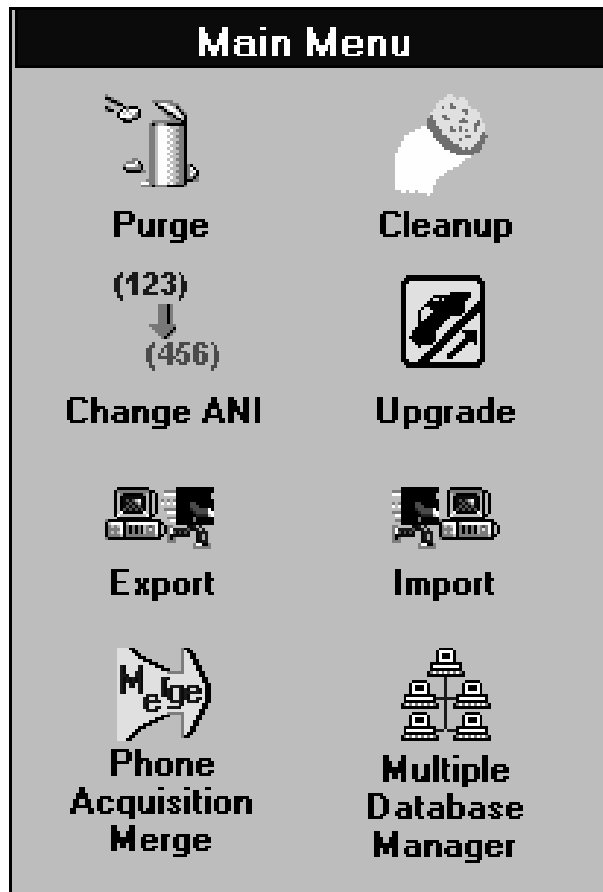 Main Menu
Purge
Cleanup
(123)
(456)
Change ANI
Upgrade
Export
Import
Merge
Phone
Acquisition
Merge
Multiple
Database
Manager